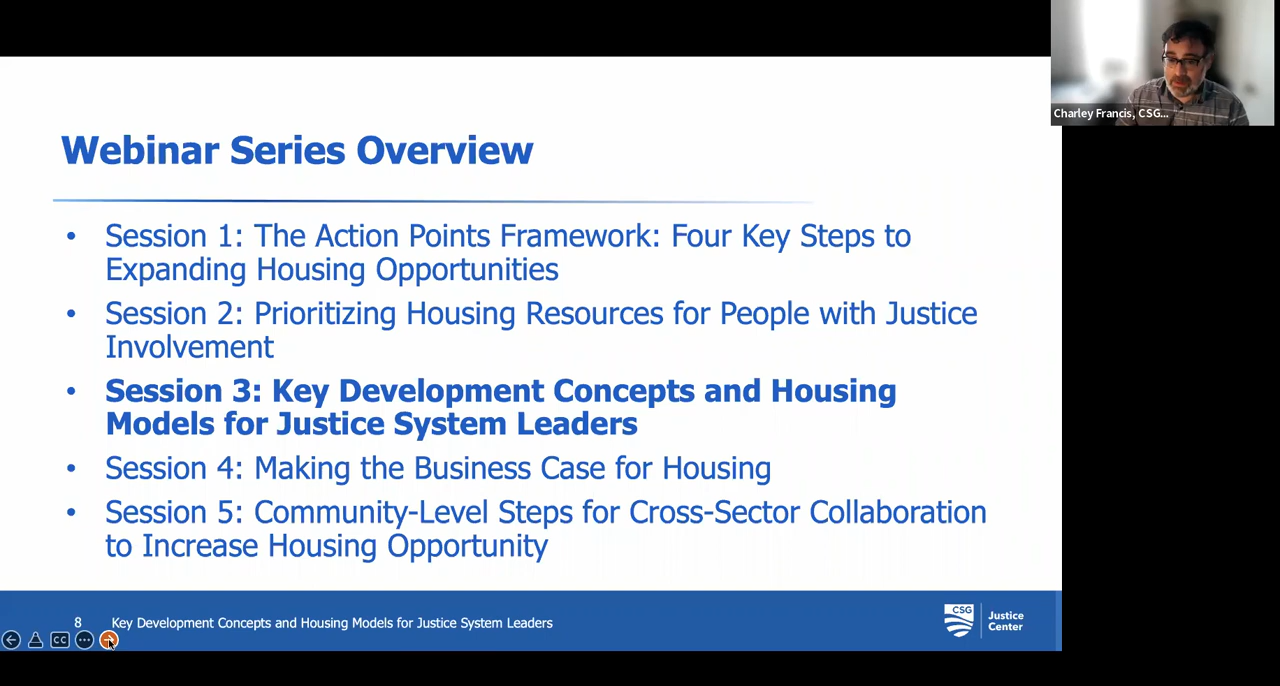 Charley Francis, CSG...
Webinar Series Overview
• Session 1: The Action Points Framework: Four Key Steps to
Expanding Housing Opportunities
• Session 2: Prioritizing Housing Resources for People with Justice
Involvement
• Session 3: Key Development Concepts and Housing
Models for Justice System Leaders
• Session 4: Making the Business Case for Housing
• Session 5: Community-Level Steps for Cross-Sector Collaboration
to Increase Housing Opportunity
8 Key Development Concepts and Housing Models for Justice System Leaders
CSG Justice
Center
CC